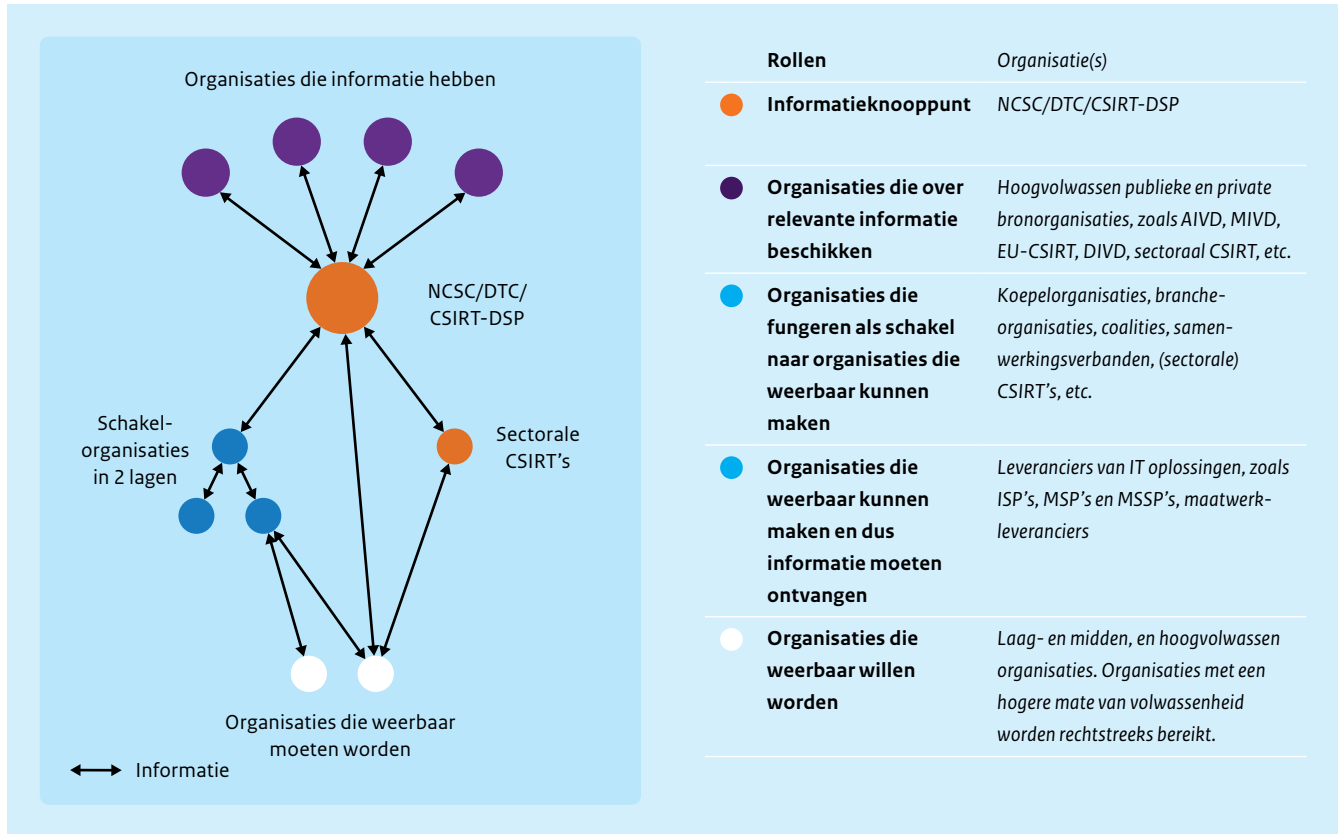 Organisaties die informatie hebben
NCSC/DTC/
CSIRT-DSP
Schakel-
organisaties
in 2 lagen
Sectorale
CSIRT's
Organisaties die weerbaar
moeten worden
Informatie
Rollen
Organisatie(s)
Informatieknooppunt
NCSC/DTC/CSIRT-DSP
Organisaties die over
relevante informatie
beschikken
Hoogvolwassen publieke en private
bronorganisaties, zoals AIVD, MIVD,
EU-CSIRT, DIVD, sectoraal CSIRT, etc.
Organisaties die
fungeren als schakel
naar organisaties die
weerbaar kunnen
maken
Koepelorganisaties, branche-
organisaties, coalities, samen-
werkingsverbanden, (sectorale)
CSIRT's, etc.
Organisaties die
weerbaar kunnen
maken en dus
informatie moeten
ontvangen
Leveranciers van IT oplossingen, zoals
ISP's, MSP's en MSSP's, maatwerk-
leveranciers
Organisaties die
weerbaar willen
worden
Laag- en midden, en hoogvolwassen
organisaties. Organisaties met een
hogere mate van volwassenheid
worden rechtstreeks bereikt.